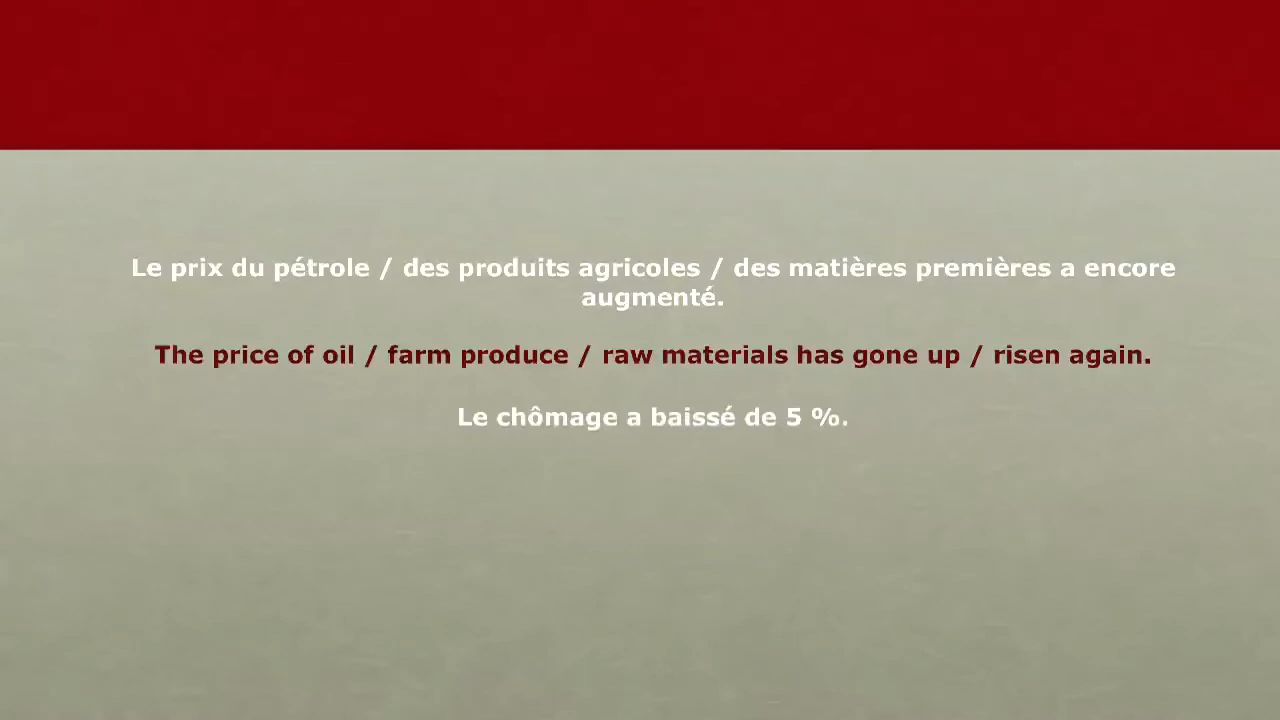 Le prix du pétrole / des produits agricoles / des matières premières a encore
augmenté.
The price of oil / farm produce / raw materials has gone up / risen again.
Le chômage a baissé de 5 %.